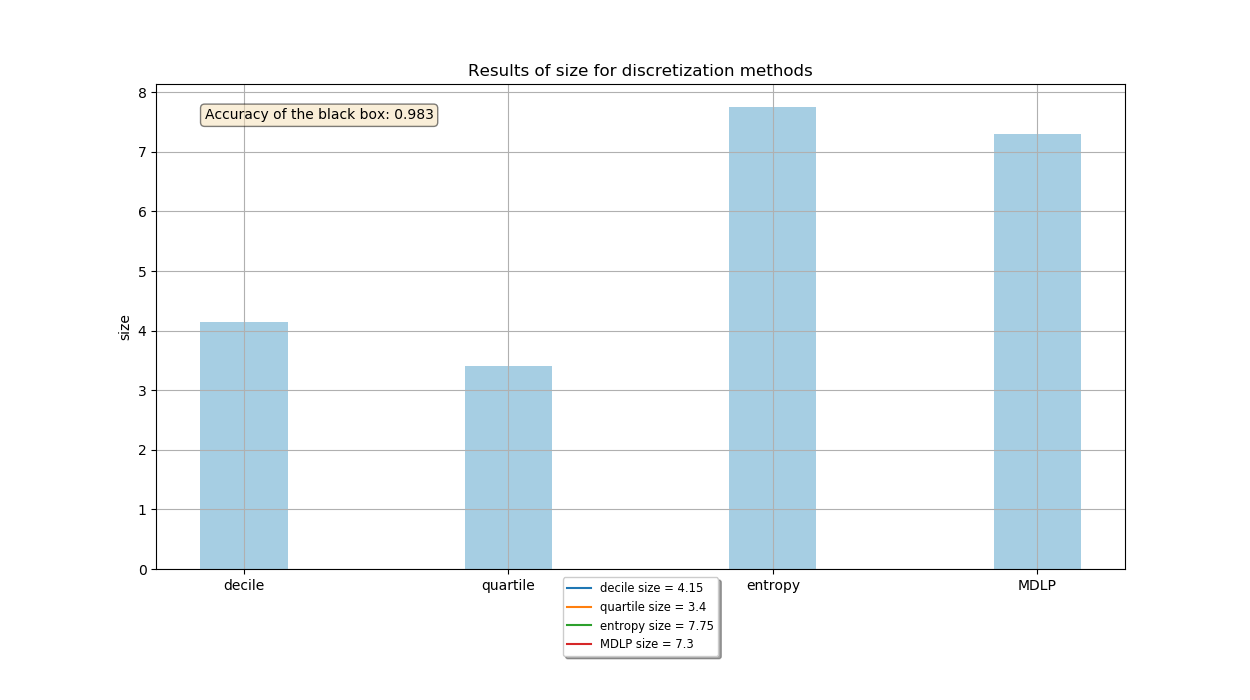 Results of size for discretization methods
Accuracy of the black box: 0.983
8
7
6
5
4
3
2
1
0
size
decile
quartile
entropy
MDLP
decile size = 4.15
quartile size = 3.4
entropy size = 7.75
MDLP size = 7.3